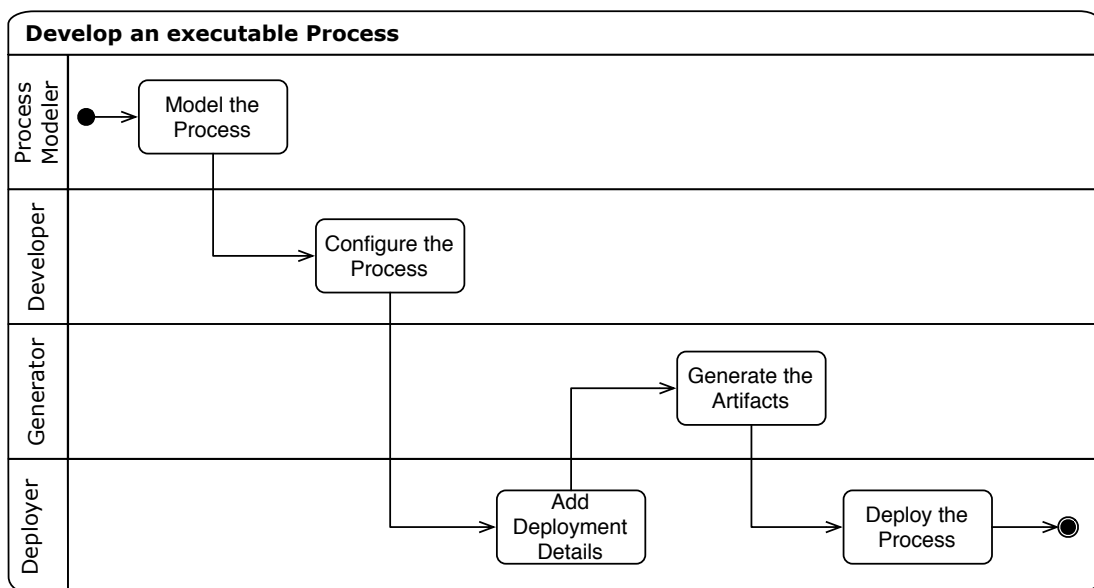 Develop an executable Process
Process
Modeler
Model the
Process
Developer
Configure the
Process
Generator
Generate the
Artifacts
Deployer
Add
Deployment
Details
Deploy the
Process